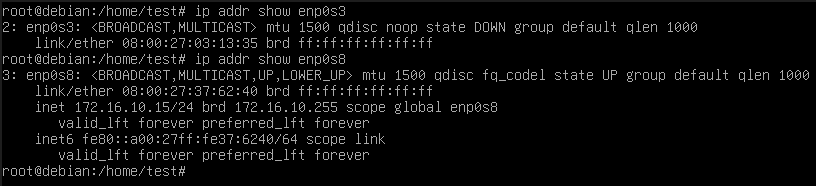 root@debian:/home/test# ip addr show enp0s3
2: enp0s3: <BROADCAST,MULTICAST> mtu 1500 qdisc noop state DOWN group default qlen 1000
    link/ether 08:00:27:03:13:35 brd ff:ff:ff:ff:ff:ff
root@debian:/home/test# ip addr show enp0s8
3: enp0s8: <BROADCAST,MULTICAST,UP,LOWER_UP> mtu 1500 qdisc fq_codel state UP group default qlen 1000
    link/ether 08:00:27:37:62:40 brd ff:ff:ff:ff:ff:ff
    inet 172.16.10.15/24 brd 172.16.10.255 scope global enp0s8
       valid_lft forever preferred_lft forever
    inet6 fe80::a00:27ff:fe37:6240/64 scope link
       valid_lft forever preferred_lft forever
root@debian:/home/test#